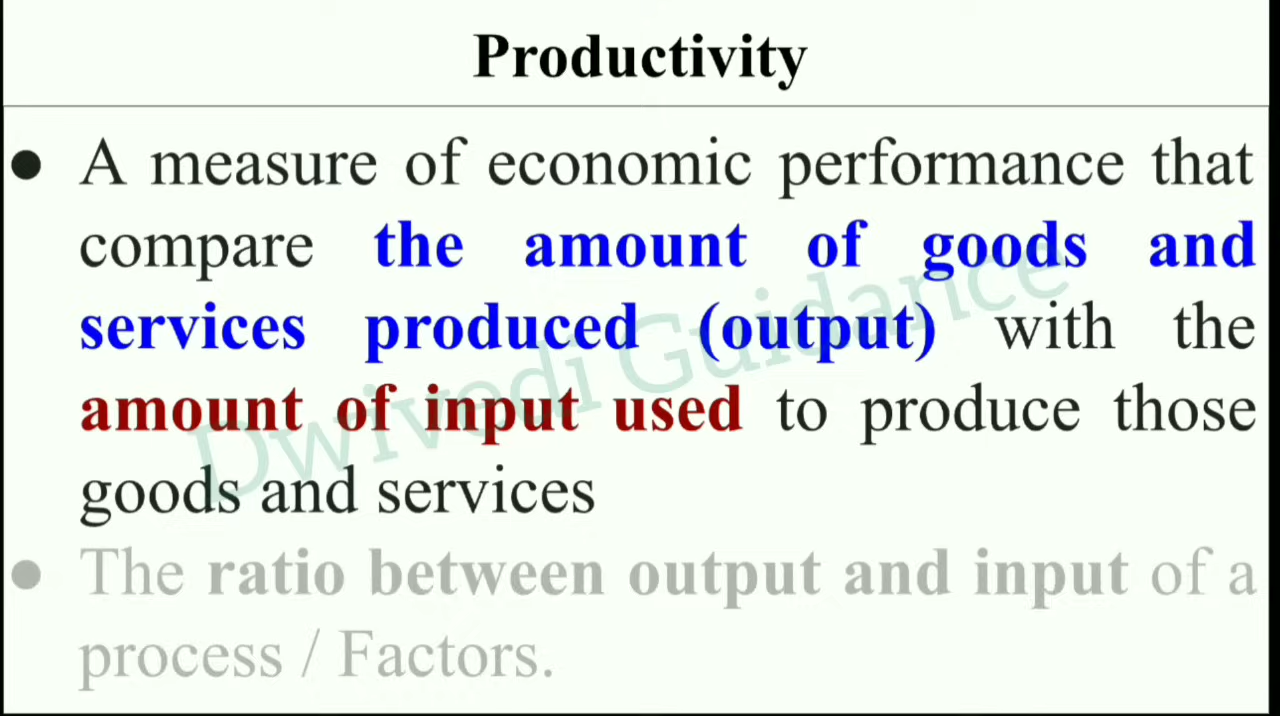 Productivity
● A measure of economic performance that
compare the amount of goods and
services produced (output) with the
amount of input used to produce those
goods and services
● The ratio between output and input of a
process / Factors.
Dwivedi Guidance